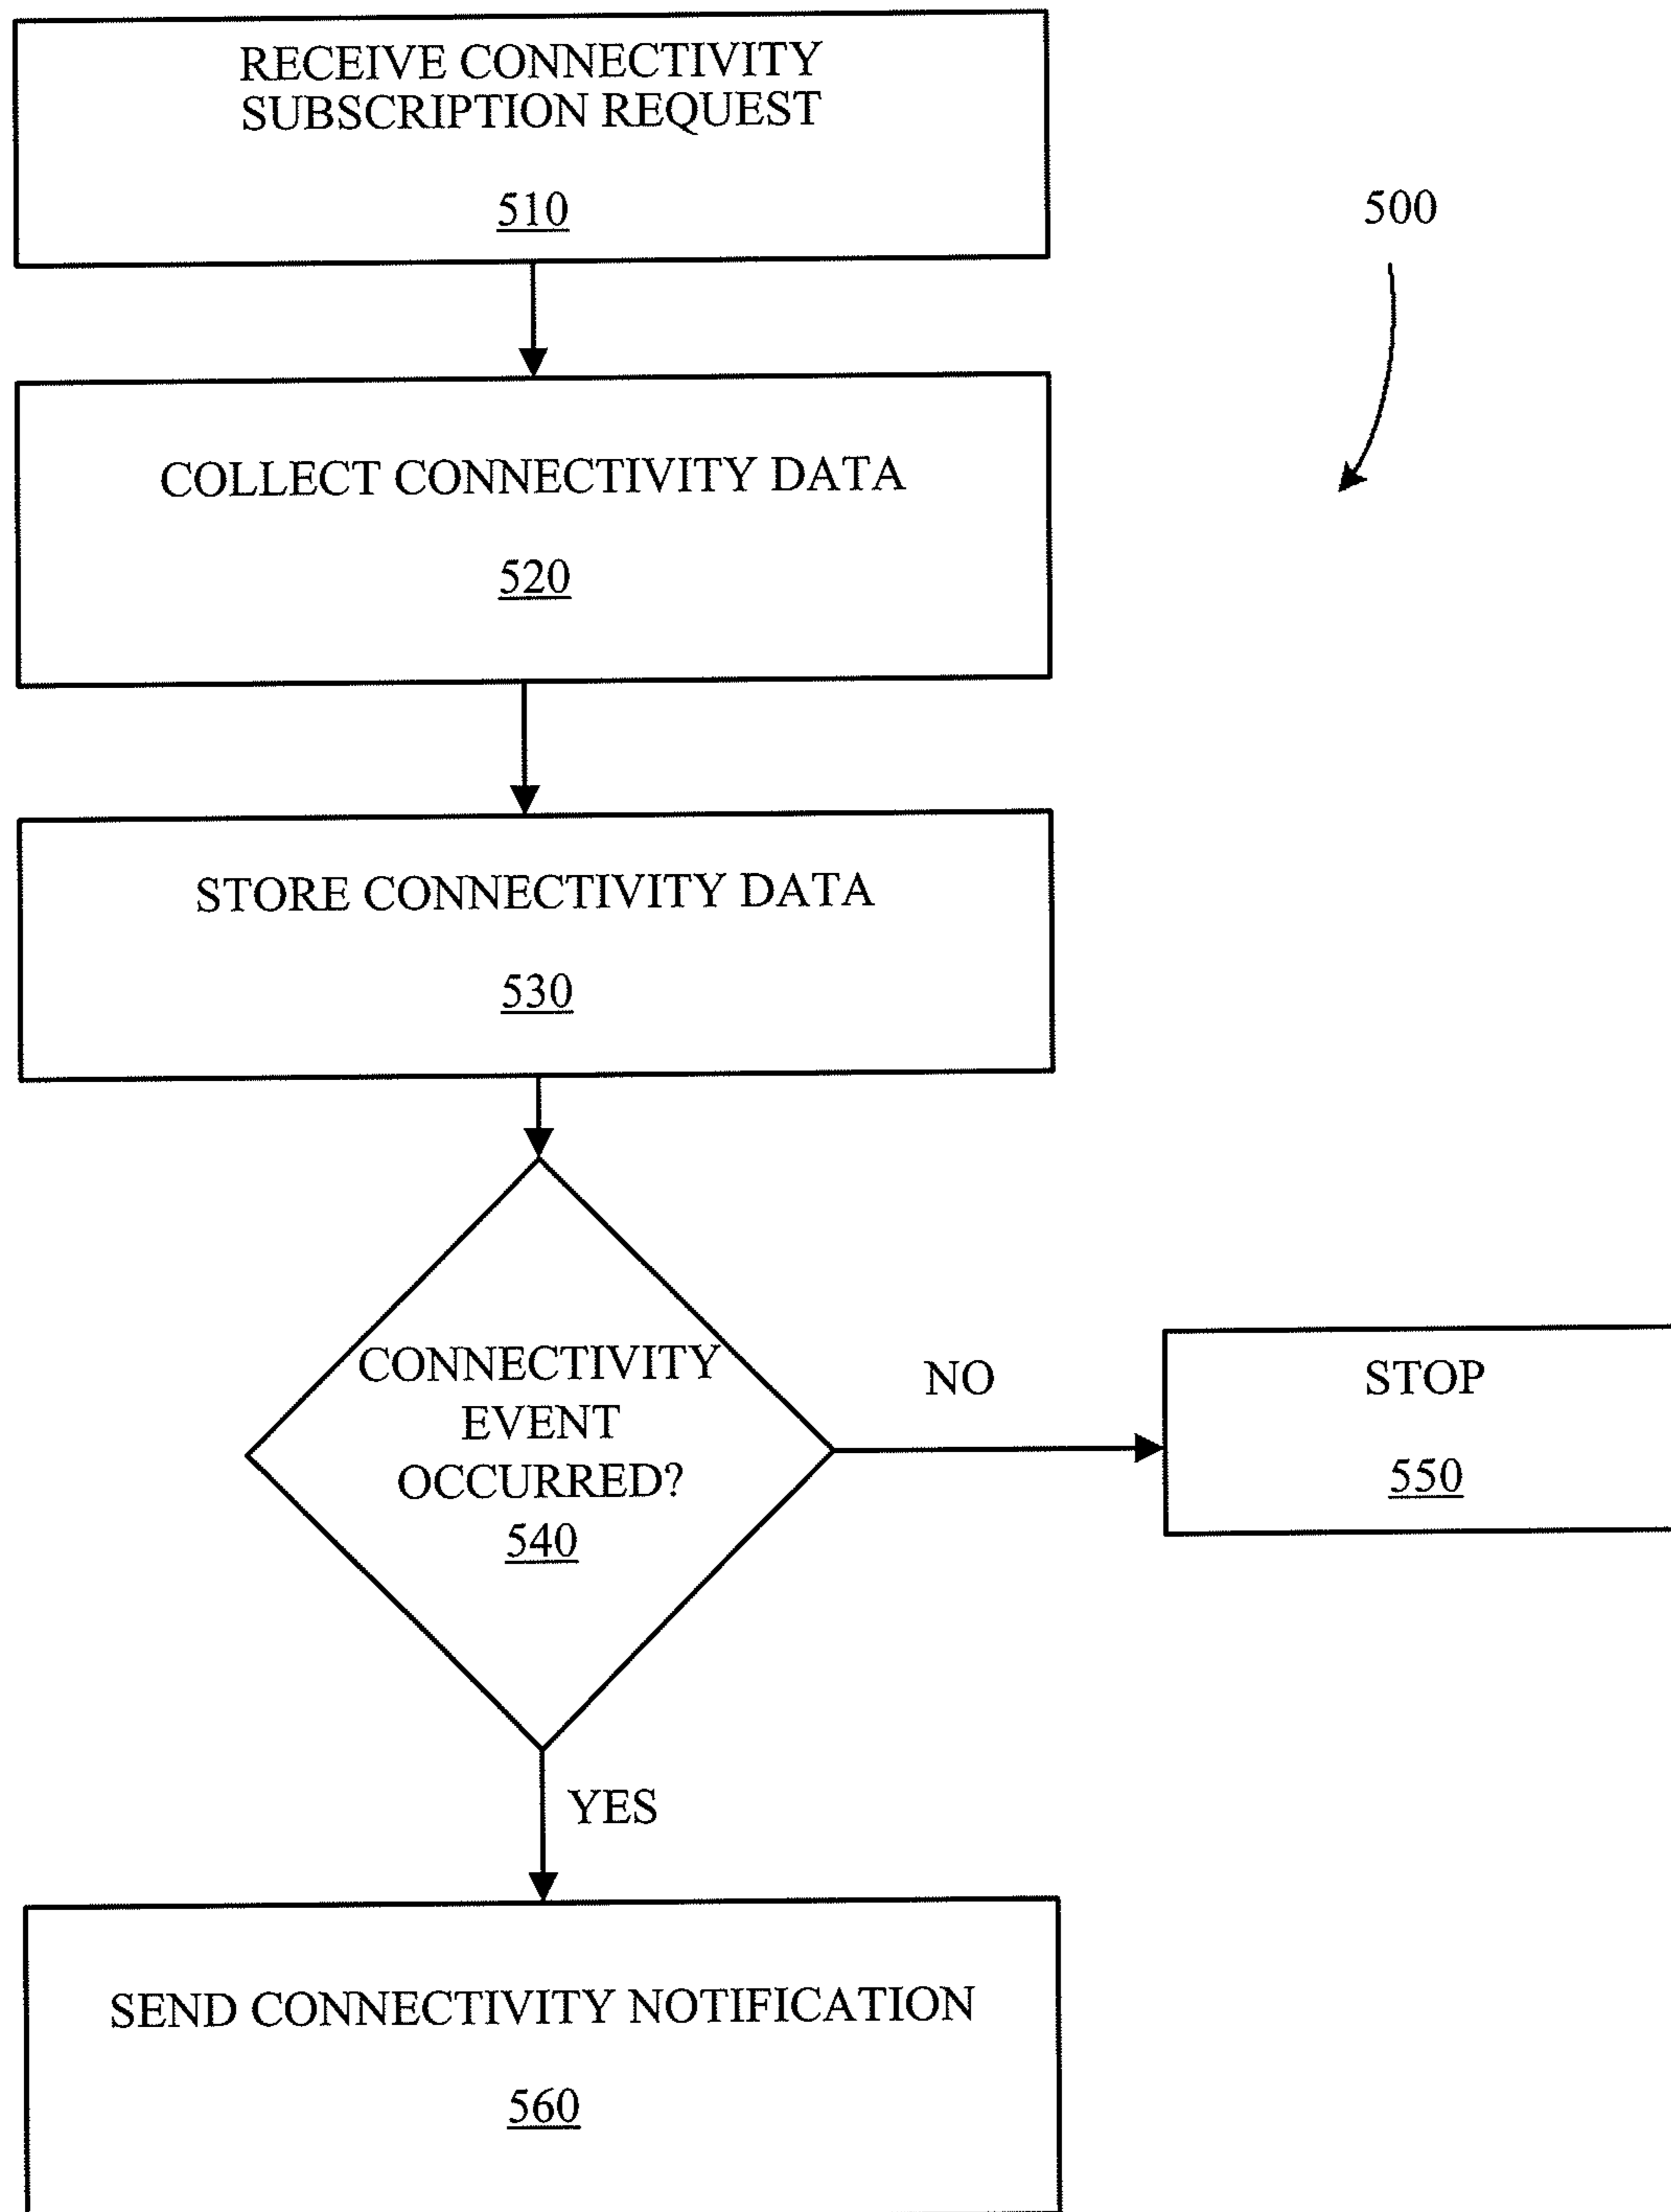 RECEIVE CONNECTIVITY
SUBSCRIPTION REQUEST
510
500
COLLECT CONNECTIVITY DATA
520
STORE CONNECTIVITY DATA
530
CONNECTIVITY
EVENT
OCCURRED?
540
NO
STOP
550
YES
SEND CONNECTIVITY NOTIFICATION
560